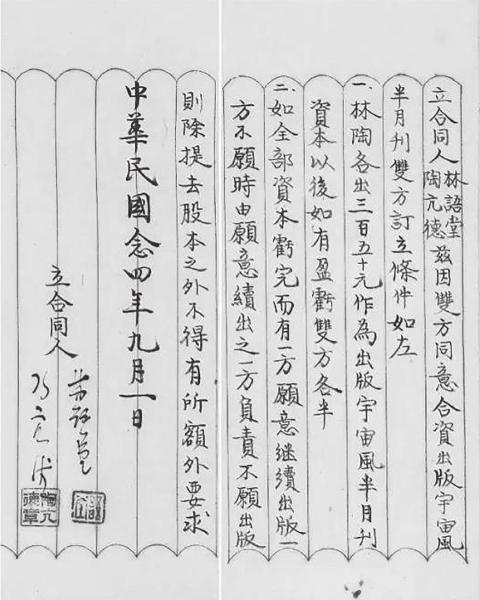 立合同人林語堂陶亢德茲因雙方同意合資出版宇宙風
半月刊雙方訂立條件如左
一.林陶各出三百五十元作為出版宇宙風半月刊
資本以後如有盈虧雙方各半
二.如全部資本虧完而有一方願意継續出版一
方不願時由願意續出之一方負責不願出版
則除提去股本之外不得有所額外要求
中華民國念四年九月一日
立合同人
林語堂
陶亢德
陶亢德章